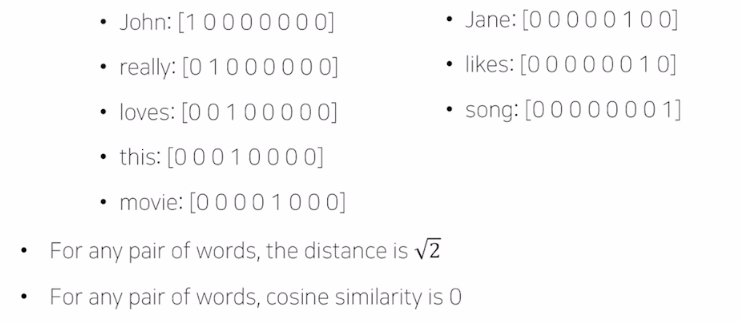 • John: [1 0 0 0 0 0 0 0]
• really: [0 1 0 0 0 0 0 0]
• loves: [0 0 1 0 0 0 0 0]
• this: [0 0 0 1 0 0 0 0]
• movie: [0 0 0 0 1 0 0 0]
• Jane: [0 0 0 0 0 1 0 0]
• likes: [0 0 0 0 0 0 1 0]
• song: [0 0 0 0 0 0 0 1]
• For any pair of words, the distance is √2
• For any pair of words, cosine similarity is 0